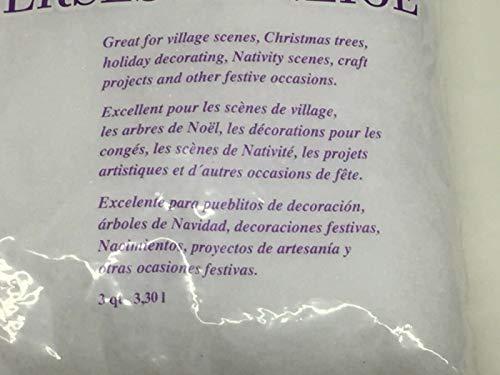 Great for village scenes, Christmas trees,
holiday decorating, Nativity scenes, craft
projects and other festive occasions.
Excellent pour les scènes de village,
les arbres de Noël, les décorations pour les
congés, les scènes de Nativité, les projets
artistiques et d´autres occasions de fête.
Excelente para pueblitos de decoración,
árboles de Navidad, decoraciones festivas,
Nacimientos, proyectos de artesanía y
otras ocasiones festivas.
3 qt - 3,30 l